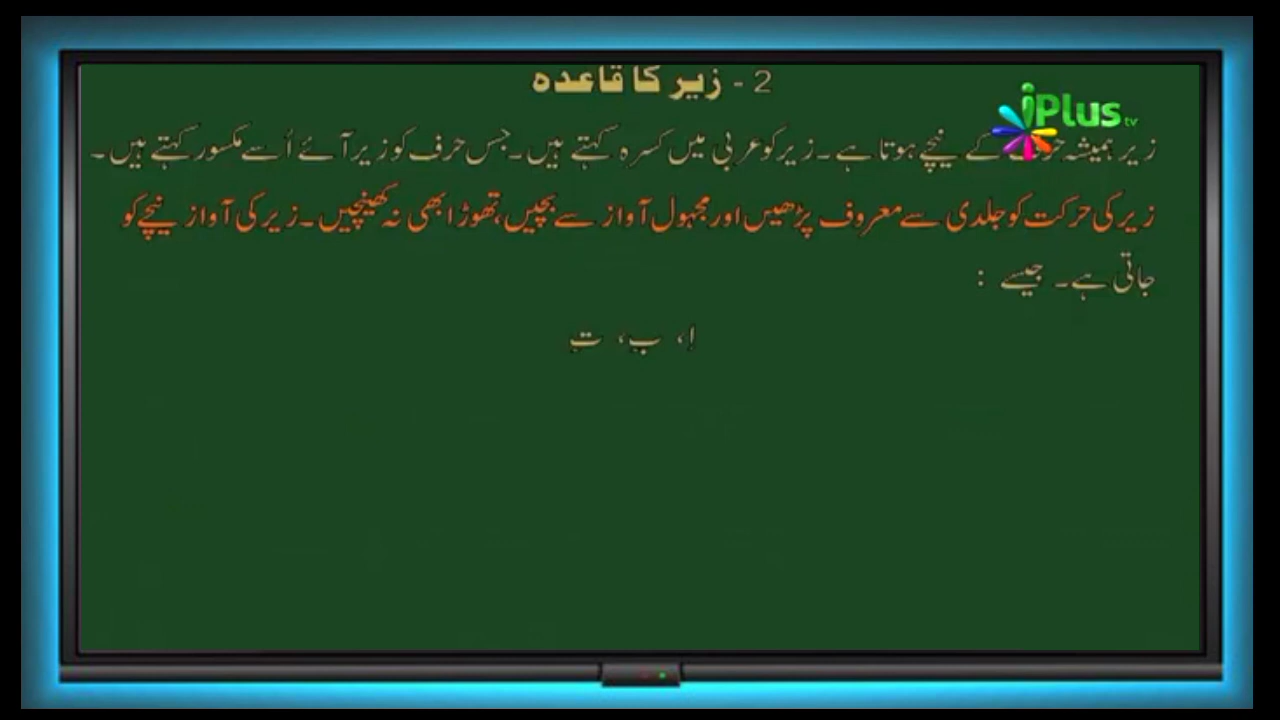 2 - زیر کا قاعدہ
iPlus tv
زیر ہمیشہ کے نیچے ہوتا ہے۔ زیر کو عربی میں کسرہ کہتے ہیں۔ جس حرف کو زیر آئے اُسے مکسور کہتے ہیں۔
زیر کی حرکت کو جلدی سے معروف پڑھیں اور مجہول آواز سے بچیں، تھوڑا بھی نہ کھینچیں۔ زیر کی آواز نیچے کو
جاتی ہے۔ جیسے :
اِ، بِ، تِ